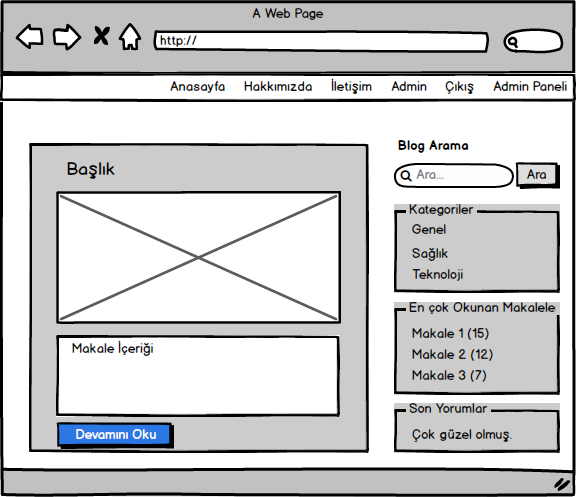 A Web Page
http://
Anasayfa Hakkımızda İletişim Admin Çıkış Admin Paneli
Başlık
Makale İçeriği
Devamını Oku
Blog Arama
Ara... Ara
Kategoriler
Genel
Sağlık
Teknoloji
En çok Okunan Makalele
Makale 1 (15)
Makale 2 (12)
Makale 3 (7)
Son Yorumlar
Çok güzel olmuş.